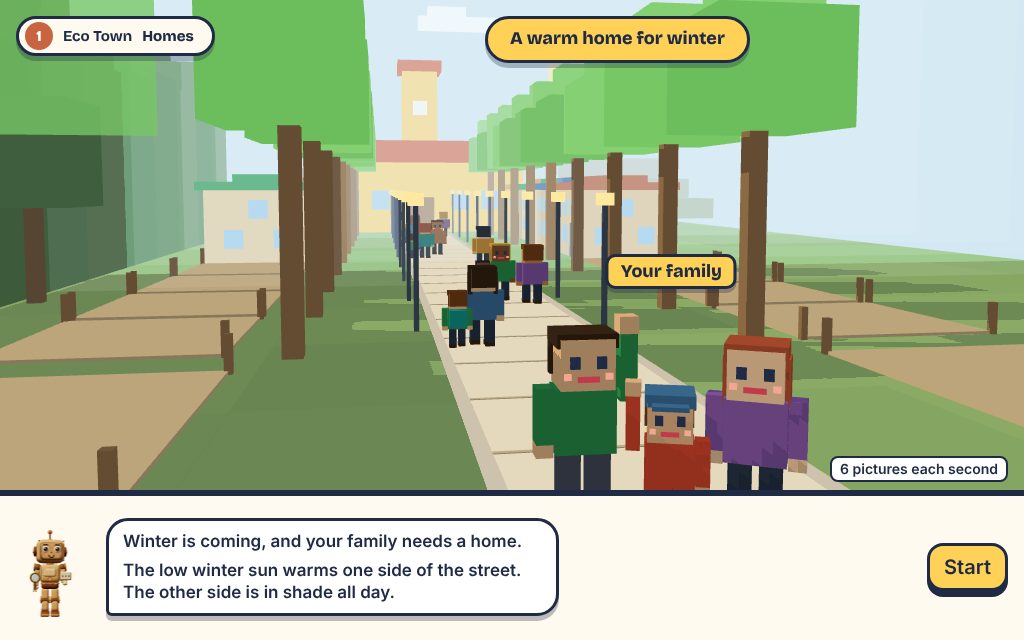 1 Eco Town Homes
A warm home for winter
Your family
6 pictures each second
Winter is coming, and your family needs a home.
The low winter sun warms one side of the street.
The other side is in shade all day.
Start